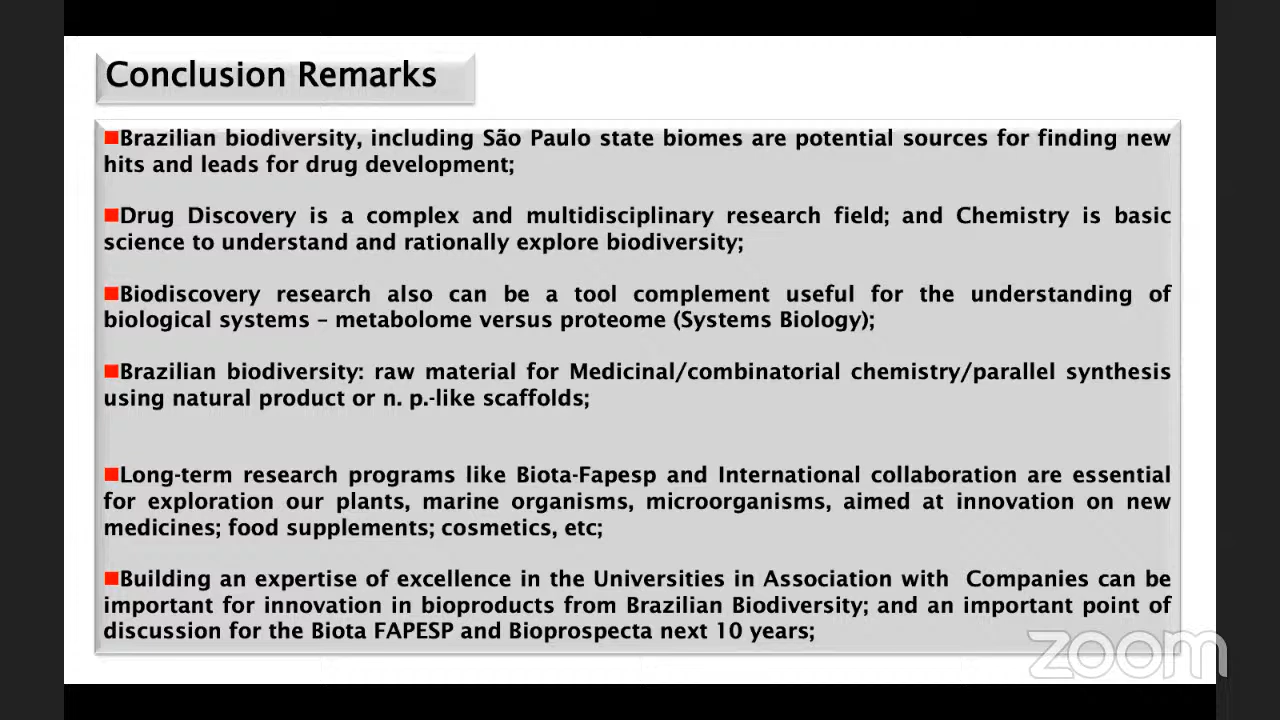 Conclusion Remarks
Brazilian biodiversity, including São Paulo state biomes are potential sources for finding new
hits and leads for drug development;
Drug Discovery is a complex and multidisciplinary research field; and Chemistry is basic
science to understand and rationally explore biodiversity;
Biodiscovery research also can be a tool complement useful for the understanding of
biological systems – metabolome versus proteome (Systems Biology);
Brazilian biodiversity: raw material for Medicinal/combinatorial chemistry/parallel synthesis
using natural product or n. p.-like scaffolds;
Long-term research programs like Biota-Fapesp and International collaboration are essential
for exploration our plants, marine organisms, microorganisms, aimed at innovation on new
medicines; food supplements; cosmetics, etc;
Building an expertise of excellence in the Universities in Association with Companies can be
important for innovation in bioproducts from Brazilian Biodiversity; and an important point of
discussion for the Biota FAPESP and Bioprospecta next 10 years;
zoom